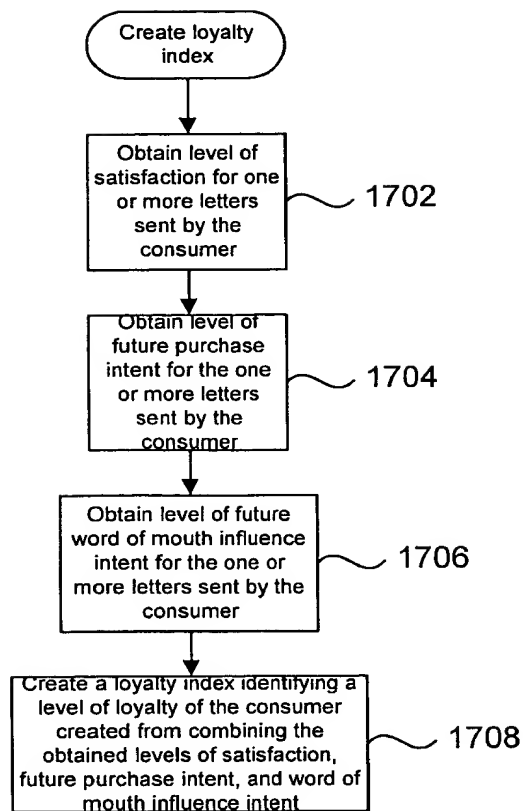 Create loyalty
index
Obtain level of
satisfaction for one
or more letters
sent by the
consumer
1702
Obtain level of
future purchase
intent for the one
or more letters
sent by the
consumer
1704
Obtain level of future
word of mouth influence
intent for the one or
more letters sent by the
consumer
1706
Create a loyalty index identifying a
level of loyalty of the consumer
created from combining the
obtained levels of satisfaction,
future purchase intent, and word of
mouth influence intent
1708